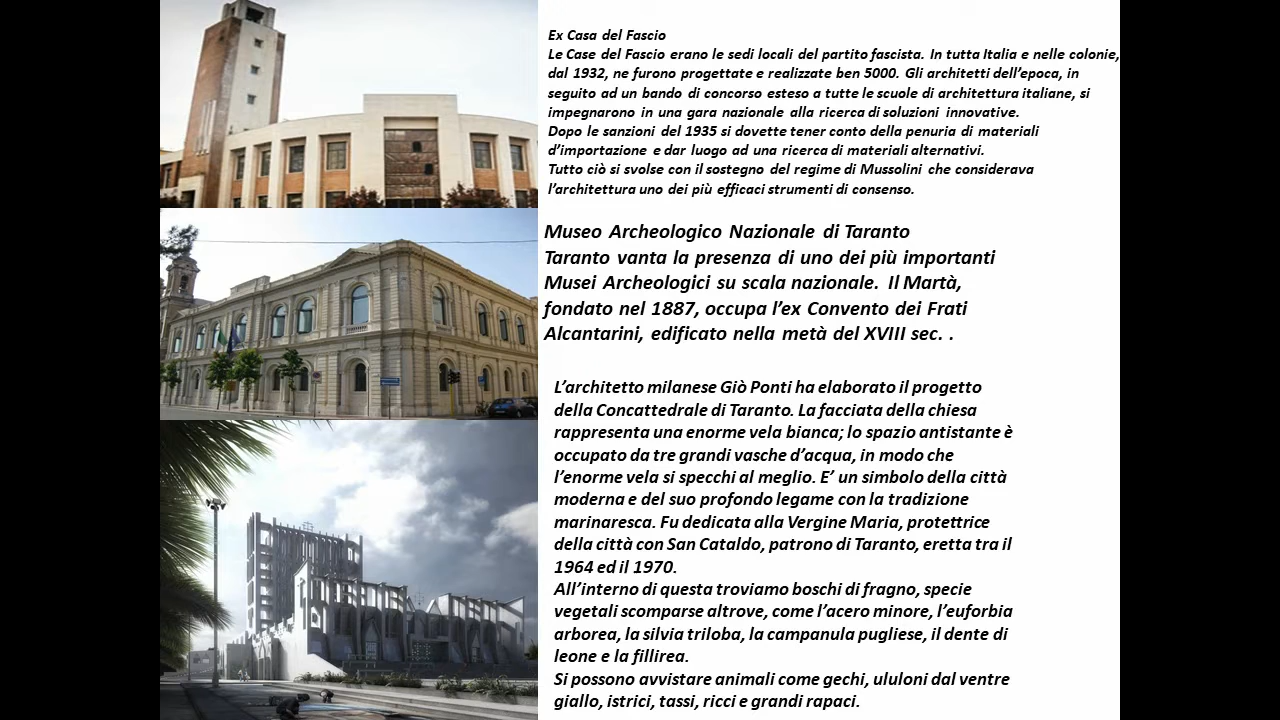 Ex Casa del Fascio
Le Case del Fascio erano le sedi locali del partito fascista. In tutta Italia e nelle colonie,
dal 1932, ne furono progettate e realizzate ben 5000. Gli architetti dell’epoca, in
seguito ad un bando di concorso esteso a tutte le scuole di architettura italiane, si
impegnarono in una gara nazionale alla ricerca di soluzioni innovative.
Dopo le sanzioni del 1935 si dovette tener conto della penuria di materiali
d’importazione e dar luogo ad una ricerca di materiali alternativi.
Tutto ciò si svolse con il sostegno del regime di Mussolini che considerava
l’architettura uno dei più efficaci strumenti di consenso.
Museo Archeologico Nazionale di Taranto
Taranto vanta la presenza di uno dei più importanti
Musei Archeologici su scala nazionale. Il Martà,
fondato nel 1887, occupa l’ex Convento dei Frati
Alcantarini, edificato nella metà del XVIII sec. .
L’architetto milanese Giò Ponti ha elaborato il progetto
della Concattedrale di Taranto. La facciata della chiesa
rappresenta una enorme vela bianca; lo spazio antistante è
occupato da tre grandi vasche d’acqua, in modo che
l’enorme vela si specchi al meglio. E’ un simbolo della città
moderna e del suo profondo legame con la tradizione
marinaresca. Fu dedicata alla Vergine Maria, protettrice
della città con San Cataldo, patrono di Taranto, eretta tra il
1964 ed il 1970.
All’interno di questa troviamo boschi di fragno, specie
vegetali scomparse altrove, come l’acero minore, l’euforbia
arborea, la silvia triloba, la campanula pugliese, il dente di
leone e la fillirea.
Si possono avvistare animali come gechi, ululoni dal ventre
giallo, istrici, tassi, ricci e grandi rapaci.